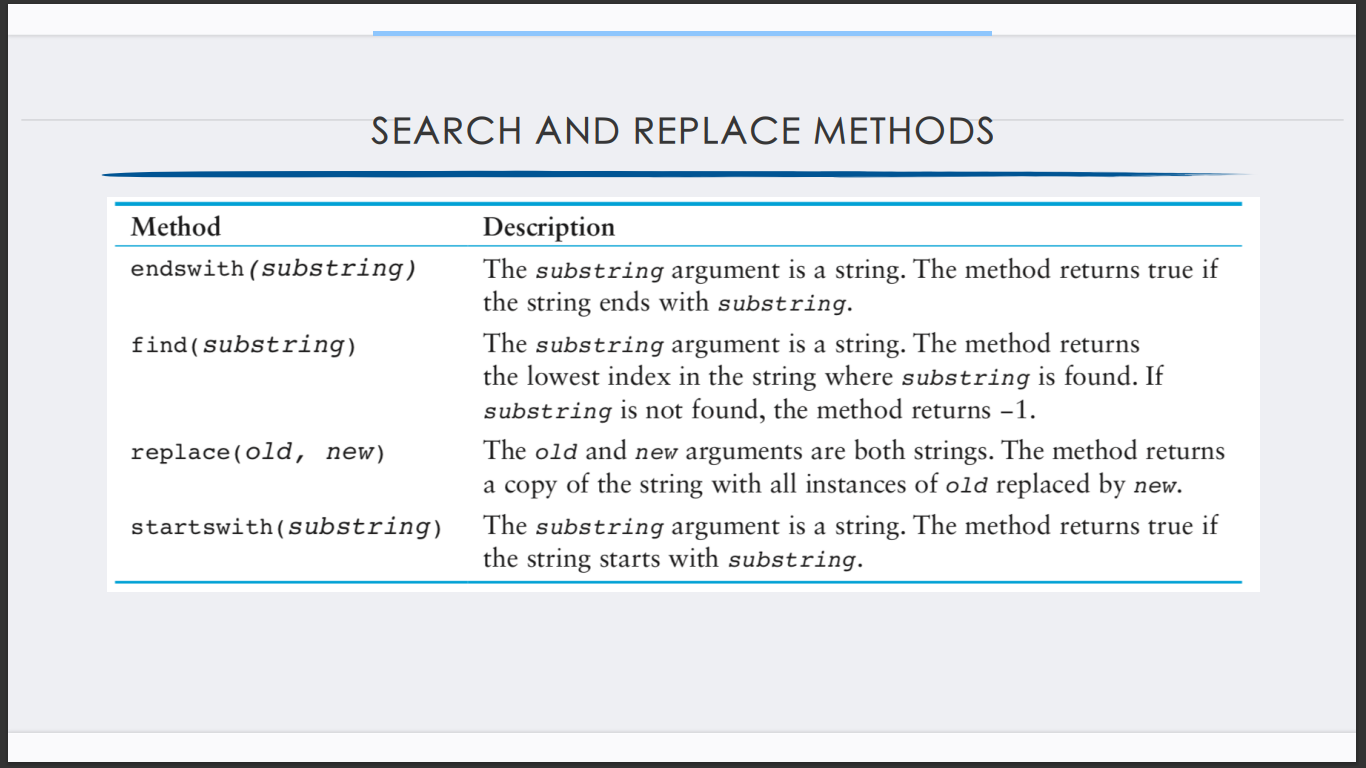 SEARCH AND REPLACE METHODS
Method Description
endswith(substring) The substring argument is a string. The method returns true if
the string ends with substring.
find(substring) The substring argument is a string. The method returns
the lowest index in the string where substring is found. If
substring is not found, the method returns −1.
replace(old, new) The old and new arguments are both strings. The method returns
a copy of the string with all instances of old replaced by new.
startswith(substring) The substring argument is a string. The method returns true if
the string starts with substring.